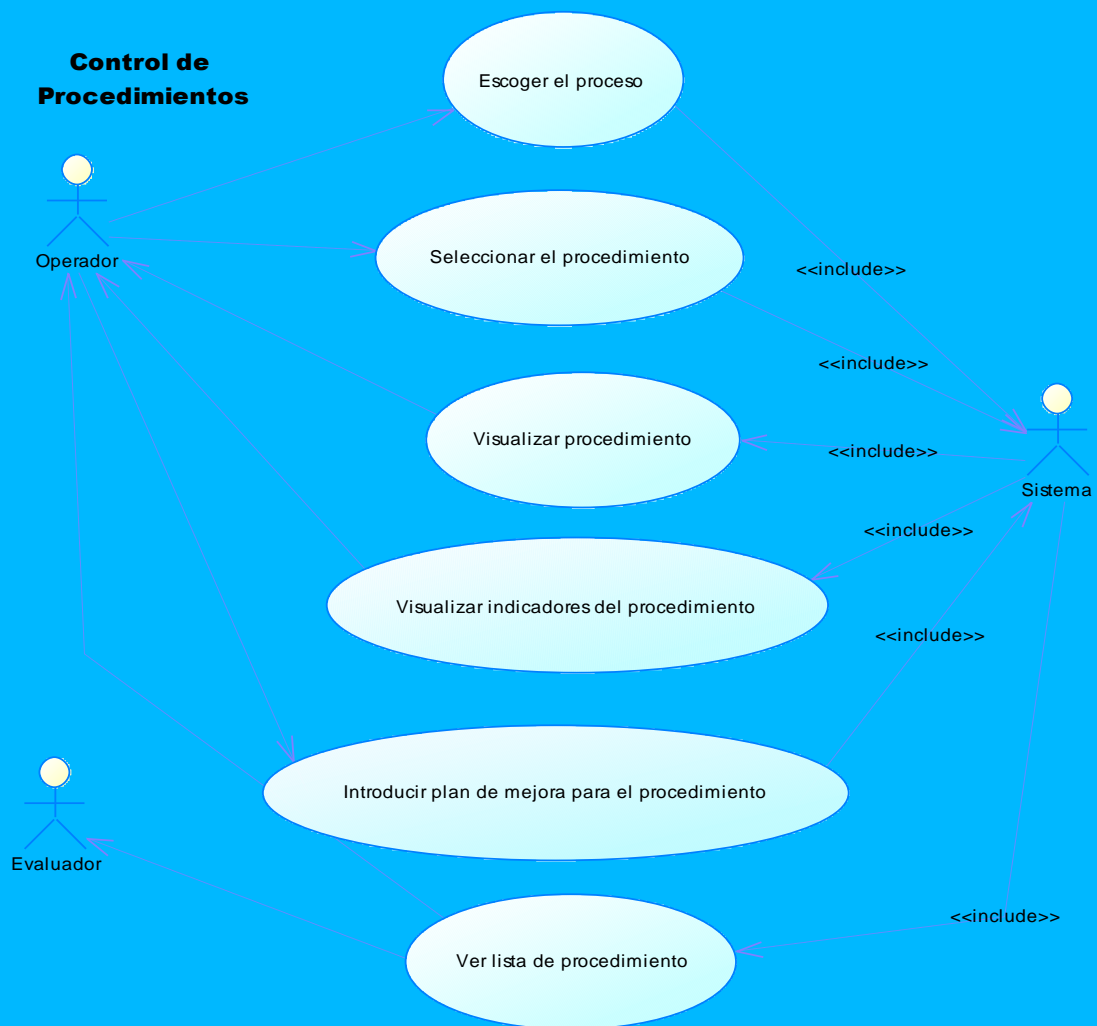 Control de
Procedimientos
Escoger el proceso
Operador
Seleccionar el procedimiento
<<include>>
<<include>>
Visualizar procedimiento
<<include>>
Sistema
<<include>>
Visualizar indicadores del procedimiento
<<include>>
Introducir plan de mejora para el procedimiento
Evaluador
<<include>>
Ver lista de procedimiento